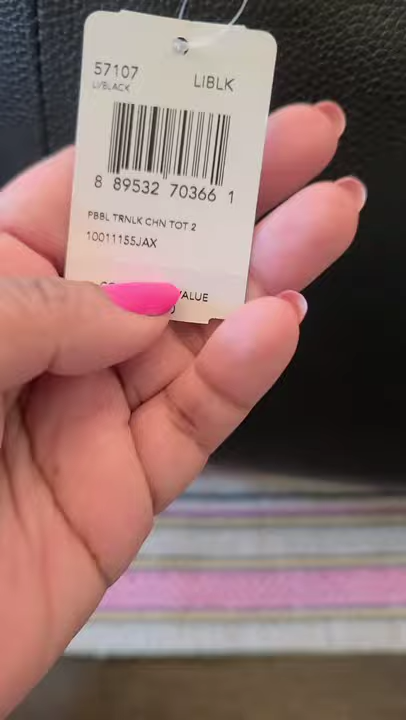 57107 LIBLK
LI/BLACK
8 89532 70366 1
PBBL TRNLK CHN TOT 2
10011155JAX
VALUE